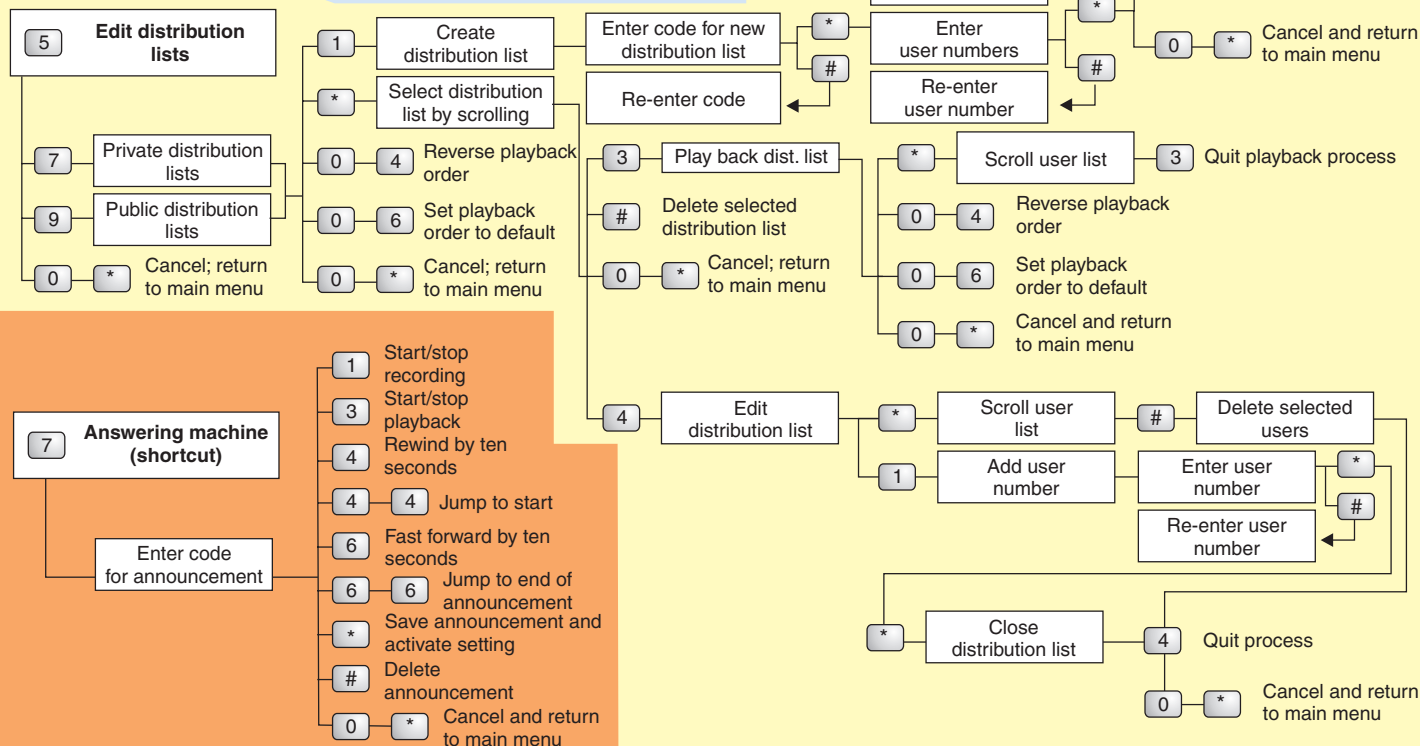 5
Edit distribution
lists
7
Private distribution
lists
9
Public distribution
lists
0 *
Cancel; return
to main menu
1
Create
distribution list
Enter code for new
distribution list
*
#
Re-enter code
Enter
user numbers
*
#
Re-enter
user number
0 *
Cancel and return
to main menu
*
Select distribution
list by scrolling
0 4
Reverse playback
order
0 6
Set playback
order to default
0 *
Cancel; return
to main menu
3
Play back dist. list
#
Delete selected
distribution list
0 *
Cancel; return
to main menu
*
Scroll user list
3
Quit playback process
0 4
Reverse playback
order
0 6
Set playback
order to default
0 *
Cancel and return
to main menu
4
Edit
distribution list
*
Scroll user
list
#
Delete selected
users
1
Add user
number
Enter user
number
*
#
Re-enter user
number
*
Close
distribution list
4
Quit process
0 *
Cancel and return
to main menu
7
Answering machine
(shortcut)
Enter code
for announcement
1
Start/stop
recording
3
Start/stop
playback
4
Rewind by ten
seconds
4 4 Jump to start
6
Fast forward by ten
seconds
6 6
Jump to end of
announcement
*
Save announcement and
activate setting
#
Delete
announcement
0 *
Cancel and return
to main menu